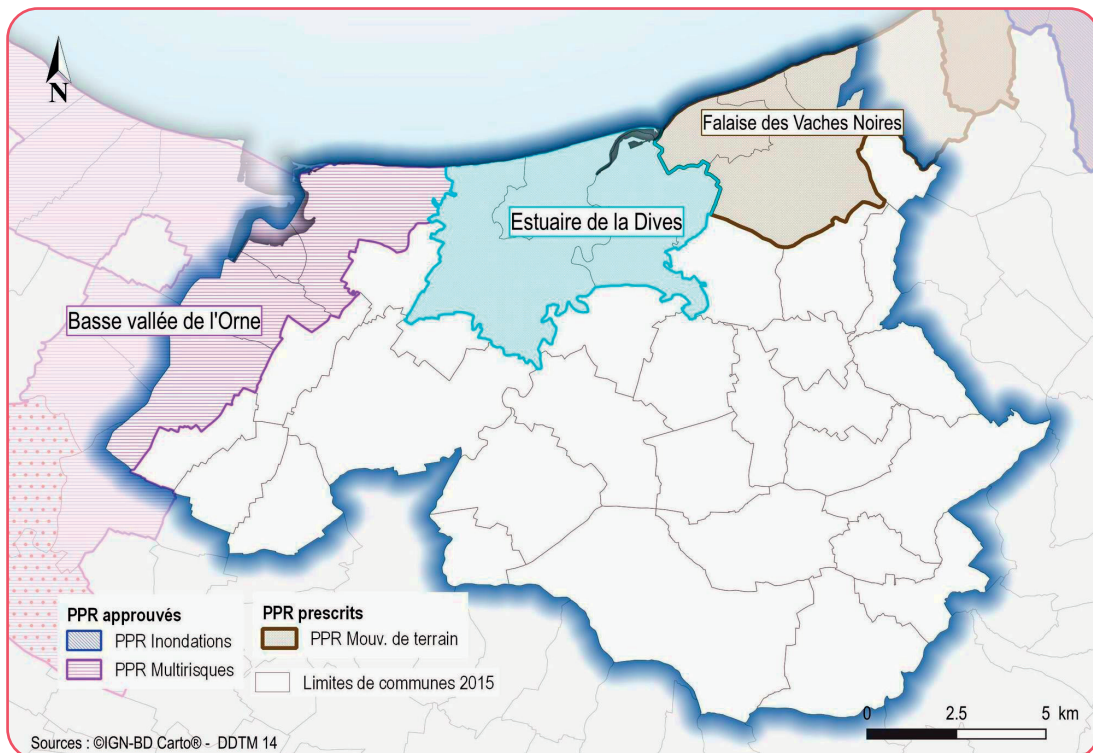 N
Falaise des Vaches Noires
Estuaire de la Dives
Basse vallée de l'Orne
PPR approuvés
PPR Inondations
PPR Multirisques
PPR prescrits
PPR Mouv. de terrain
Limites de communes 2015
0 2.5 5 km
Sources : ©IGN-BD Carto® - DDTM 14